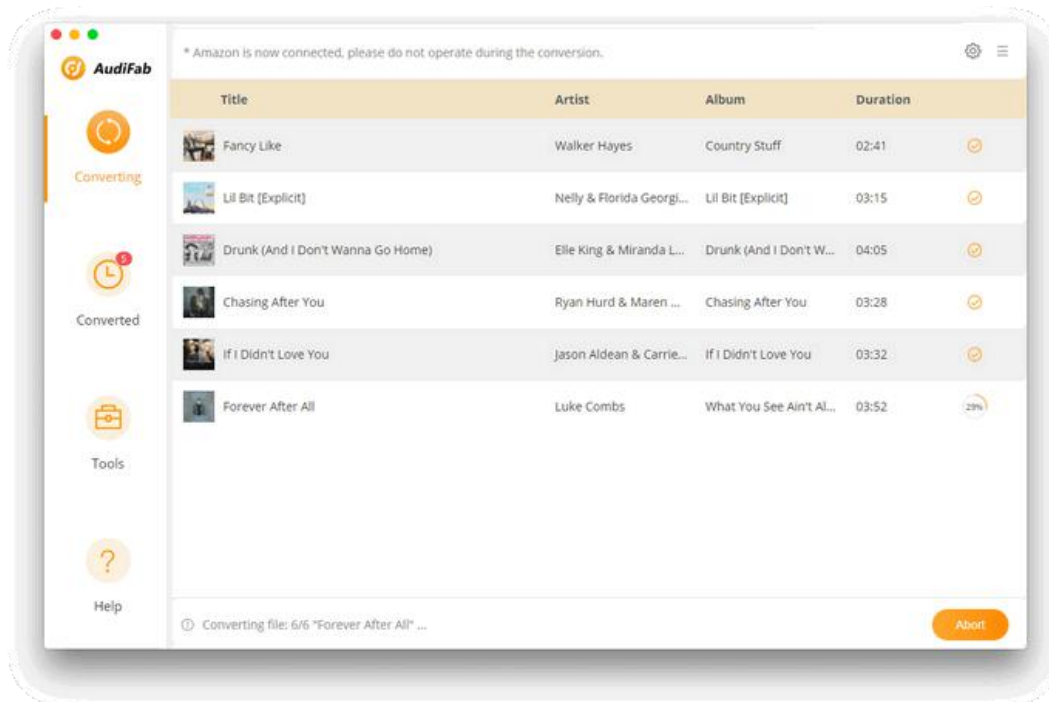 AudiFab
* Amazon is now connected, please do not operate during the conversion.
Title Artist Album Duration
Fancy Like Walker Hayes Country Stuff 02:41
Lil Bit [Explicit] Nelly & Florida Georgi... Lil Bit [Explicit] 03:15
Drunk (And I Don't Wanna Go Home) Elle King & Miranda L... Drunk (And I Don't W... 04:05
Chasing After You Ryan Hurd & Maren ... Chasing After You 03:28
If I Didn't Love You Jason Aldean & Carrie... If I Didn't Love You 03:32
Forever After All Luke Combs What You See Ain't Al... 03:52 29%
Converting
5
Converted
Tools
?
Help
Converting file: 6/6 "Forever After All" ...
Abort